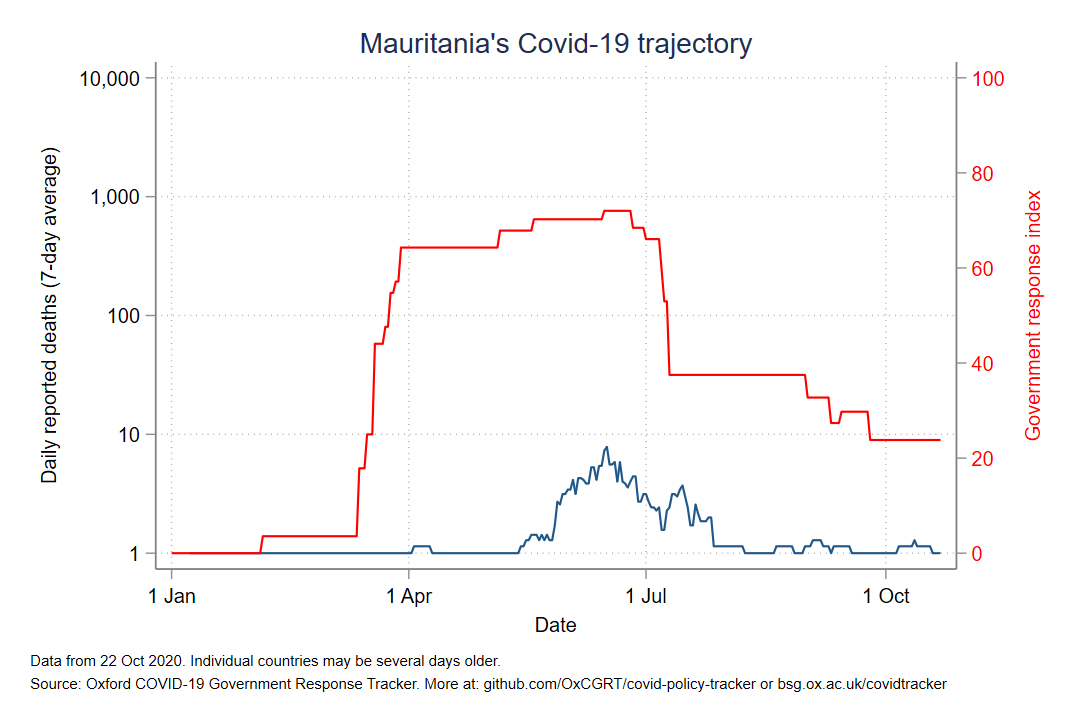 Mauritania's Covid-19 trajectory
10,000
1,000
100
10
1
Daily reported deaths (7-day average)
100
80
60
40
20
0
Government response index
1 Jan
1 Apr
1 Jul
1 Oct
Date
Data from 22 Oct 2020. Individual countries may be several days older.
Source: Oxford COVID-19 Government Response Tracker. More at: github.com/OxCGRT/covid-policy-tracker or bsg.ox.ac.uk/covidtracker